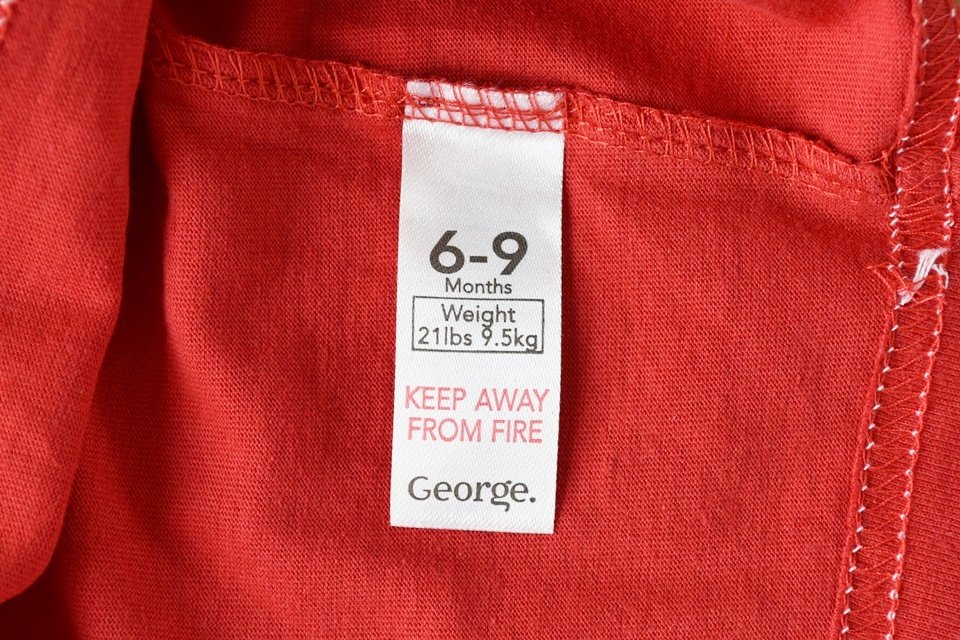 6-9
Months
Weight
21lbs 9.5kg
KEEP AWAY
FROM FIRE
George.